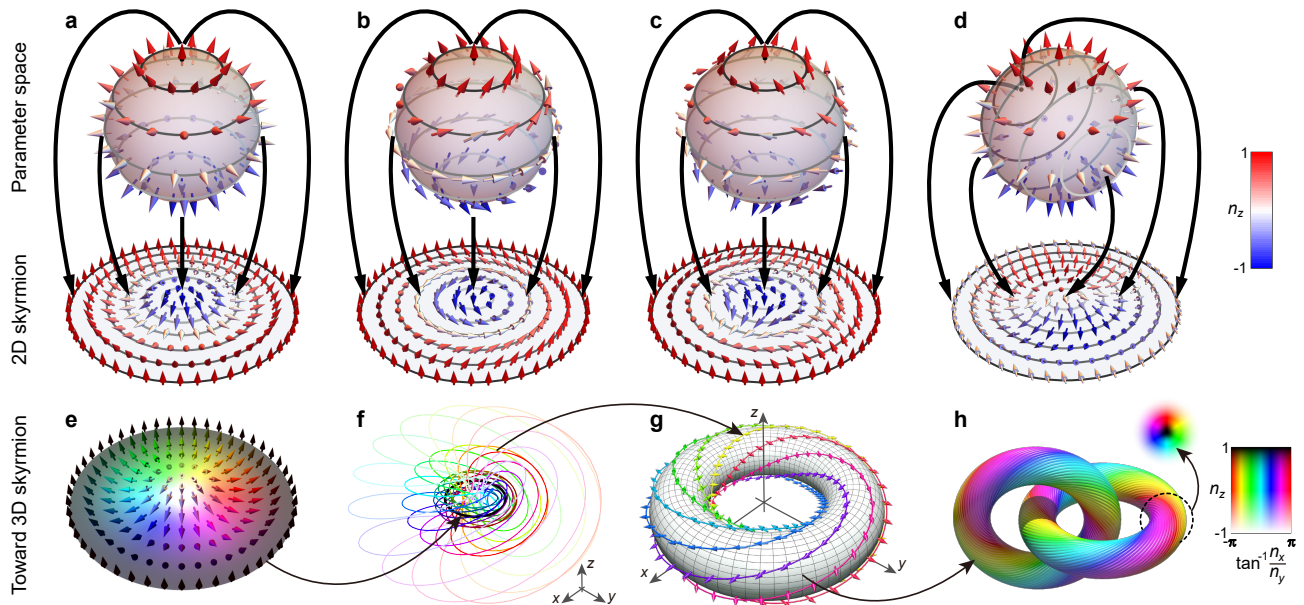 a
b
c
d
Parameter space
1
n_z
-1
2D skyrmion
e
f
g
h
z
z
x
y
x
y
Toward 3D skyrmion
1
n_z
-1
-π
π
tan⁻¹ n_x
n_y